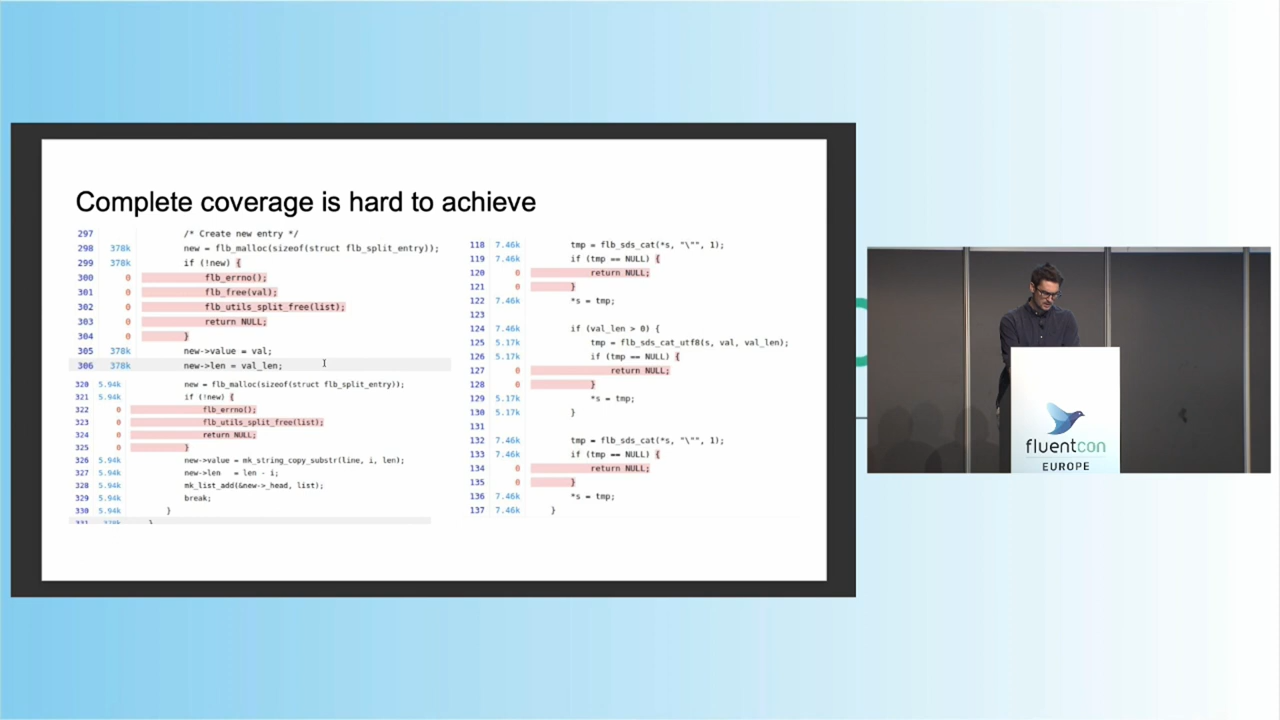 Complete coverage is hard to achieve
297 /* Create new entry */
298 378k new = flb_malloc(sizeof(struct flb_split_entry));
299 378k if (!new) {
300 0 flb_errno();
301 0 flb_free(val);
302 0 flb_utils_split_free(list);
303 0 return NULL;
304 0 }
305 378k new->value = val;
306 378k new->len = val_len;
320 5.94k new = flb_malloc(sizeof(struct flb_split_entry));
321 5.94k if (!new) {
322 0 flb_errno();
323 0 flb_utils_split_free(list);
324 0 return NULL;
325 0 }
326 5.94k new->value = mk_string_copy_substr(line, i, len);
327 5.94k new->len = len - i;
328 5.94k mk_list_add(&new->_head, list);
329 5.94k break;
330 5.94k }
331 378k }
118 7.46k tmp = flb_sds_cat(*s, "\"", 1);
119 7.46k if (tmp == NULL) {
120 0 return NULL;
121 0 }
122 7.46k *s = tmp;
123
124 7.46k if (val_len > 0) {
125 5.17k tmp = flb_sds_cat_utf8(s, val, val_len);
126 5.17k if (tmp == NULL) {
127 0 return NULL;
128 0 }
129 5.17k *s = tmp;
130 5.17k }
131
132 7.46k tmp = flb_sds_cat(*s, "\"", 1);
133 7.46k if (tmp == NULL) {
134 0 return NULL;
135 0 }
136 7.46k *s = tmp;
137 7.46k }
fluentcon
EUROPE